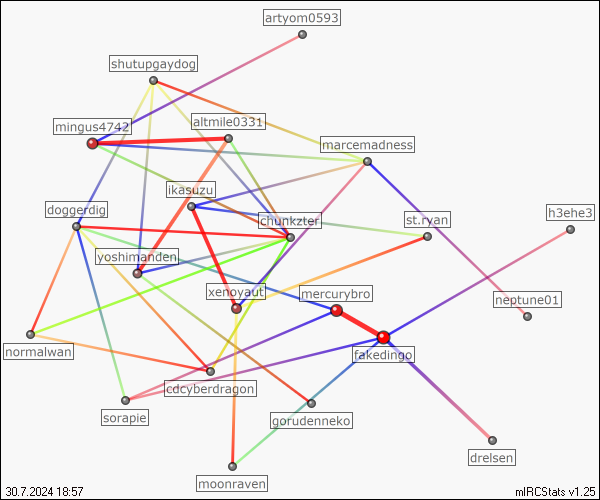 artyom0593
shutupgaydog
mingus4742
altmile0331
marcemadness
ikasuzu
doggerdig
chunkzter
st.ryan
h3ehe3
yoshimanden
xenoyaut
mercurybro
neptune01
normalwan
fakedingo
cdcyberdragon
sorapie
gorudenneko
drelsen
moonraven
30.7.2024 18:57
mIRCStats v1.25